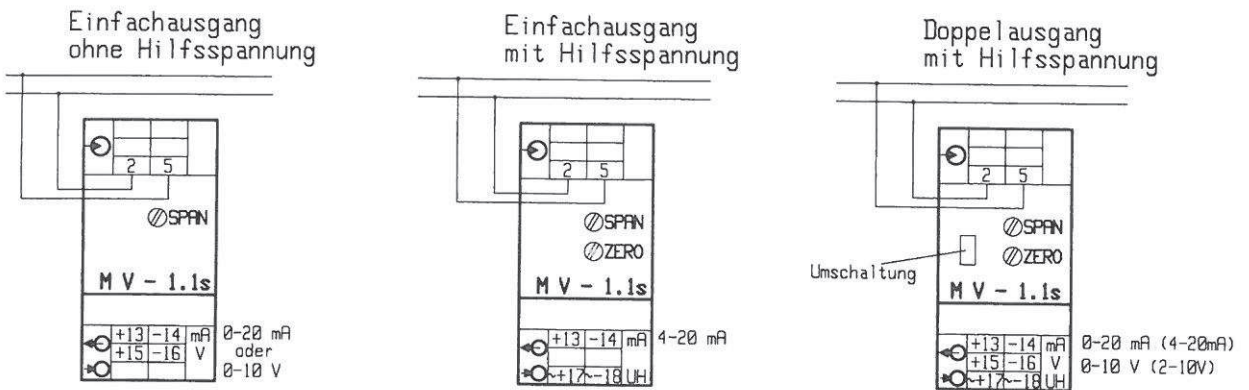 Einfachausgang
ohne Hilfsspannung
2 5
SPAN
M V - 1.1s
+13 -14 mA 0-20 mA
+15 -16 V oder
0-10 V
Einfachausgang
mit Hilfsspannung
2 5
SPAN
ZERO
M V - 1.1s
+13 -14 mA 4-20 mA
~+17 ~-18 UH
Doppelausgang
mit Hilfsspannung
2 5
SPAN
ZERO
Umschaltung
M V - 1.1s
+13 -14 mA 0-20 mA (4-20mA)
+15 -16 V 0-10 V (2-10V)
~+17 ~-18 UH